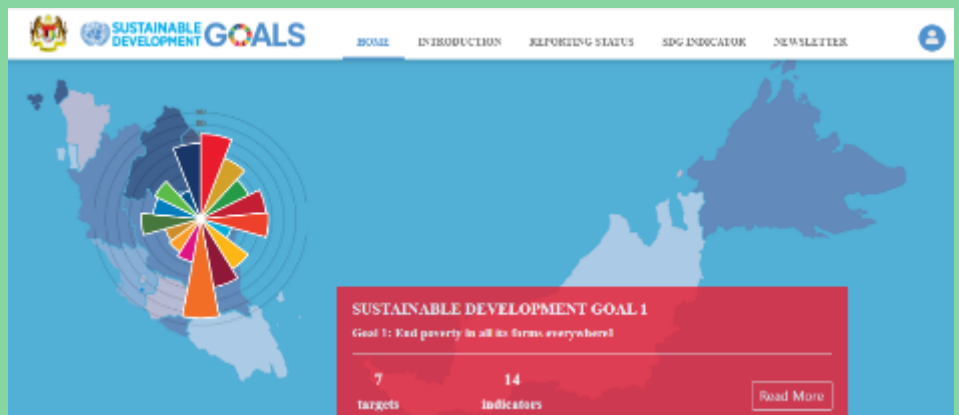 SUSTAINABLE DEVELOPMENT GOALS
HOME INTRODUCTION REPORTING STATUS SDG INDICATOR NEWSLETTER
SUSTAINABLE DEVELOPMENT GOAL 1
Goal 1: End poverty in all its forms everywhere1
7 14
targets indicators Read More